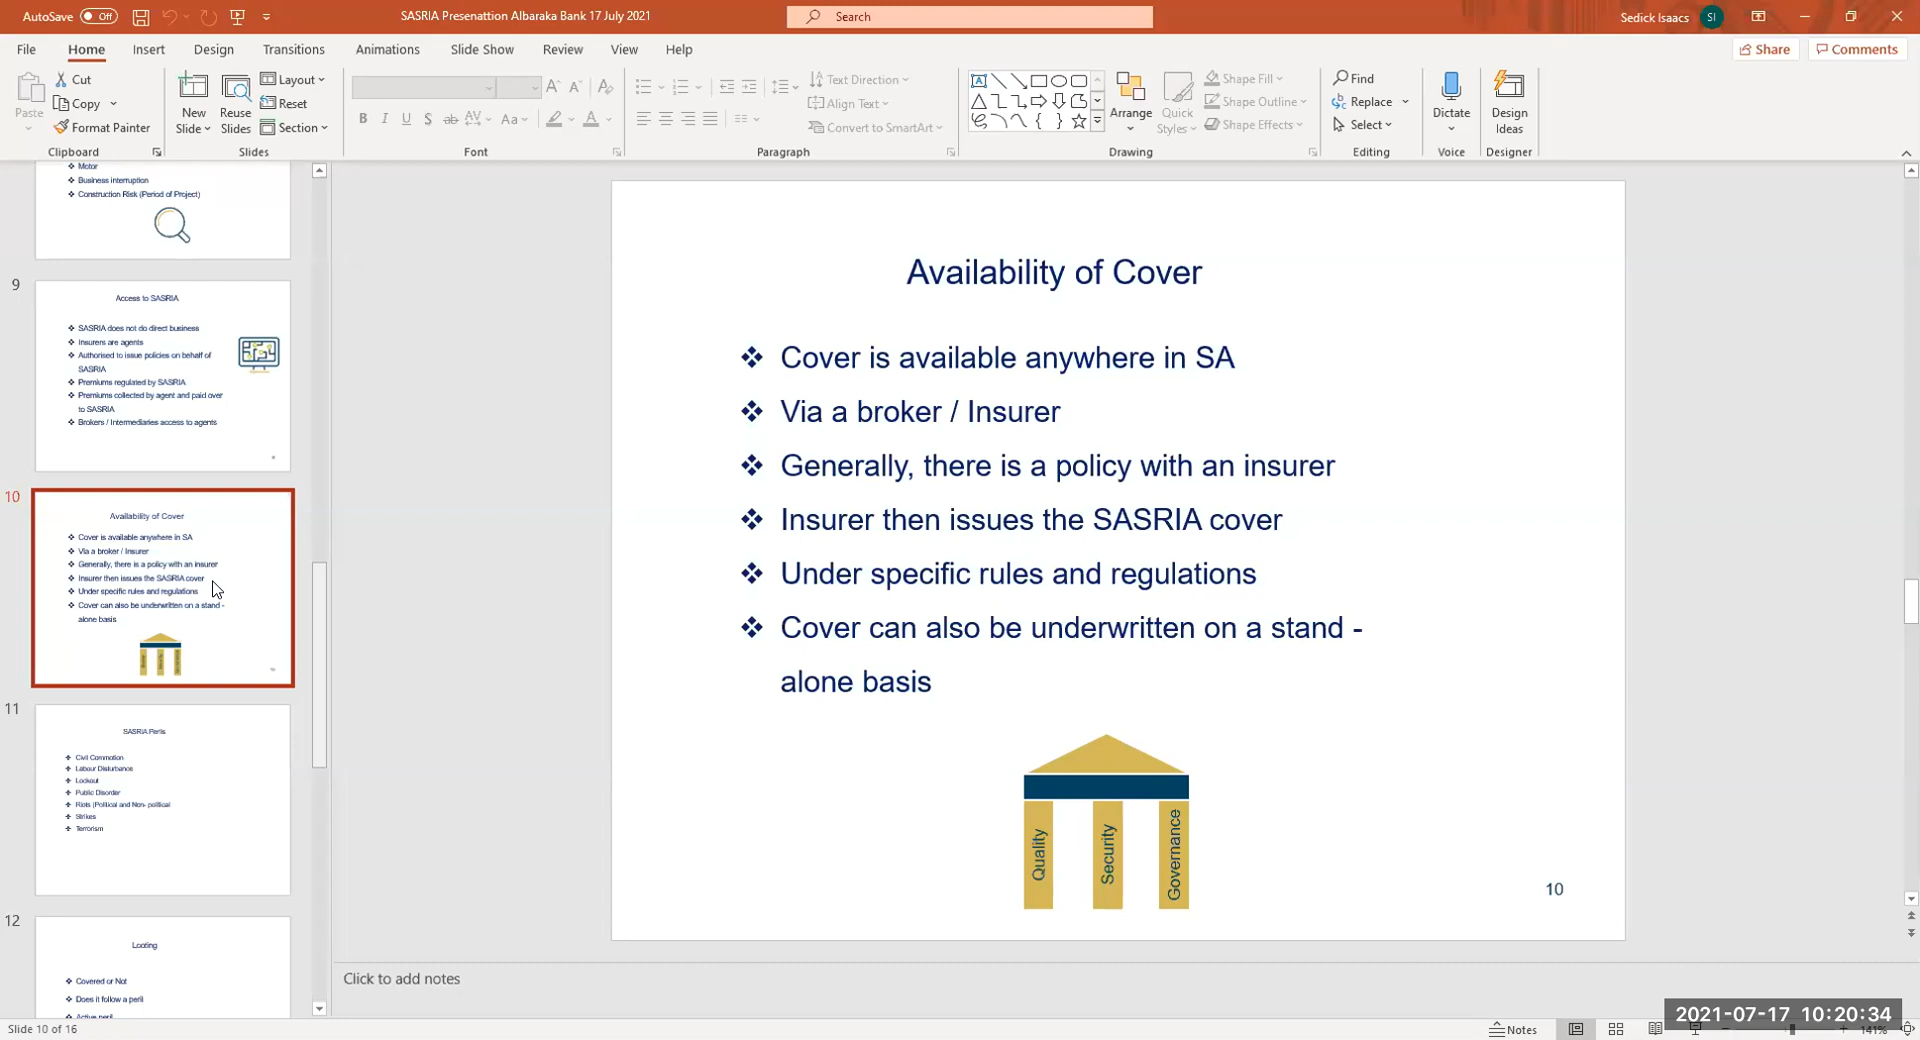 AutoSave Off
SASRIA Presenattion Albaraka Bank 17 July 2021
Search
Sedick Isaacs SI
File Home Insert Design Transitions Animations Slide Show Review View Help
Share Comments
Paste
Cut
Copy
Format Painter
Clipboard
New Slide
Reuse Slides
Layout
Reset
Section
Slides
B I U S ab AV Aa A
Font
Text Direction
Align Text
Convert to SmartArt
Paragraph
Arrange
Quick Styles
Shape Fill
Shape Outline
Shape Effects
Drawing
Find
Replace
Select
Editing
Dictate
Voice
Design Ideas
Designer
Motor
Business interruption
Construction Risk (Period of Project)
9
Access to SASRIA
SASRIA does not do direct business
Insurers are agents
Authorised to issue policies on behalf of
SASRIA
Premiums regulated by SASRIA
Premiums collected by agent and paid over
to SASRIA
Brokers / Intermediaries access to agents
10
Availability of Cover
Cover is available anywhere in SA
Via a broker / Insurer
Generally, there is a policy with an insurer
Insurer then issues the SASRIA cover
Under specific rules and regulations
Cover can also be underwritten on a stand -
alone basis
11
SASRIA Perils
Civil Commotion
Labour Disturbance
Lockout
Public Disorder
Riots (Political and Non- political
Strikes
Terrorism
12
Looting
Covered or Not
Does it follow a peril
Active peril
Availability of Cover
Cover is available anywhere in SA
Via a broker / Insurer
Generally, there is a policy with an insurer
Insurer then issues the SASRIA cover
Under specific rules and regulations
Cover can also be underwritten on a stand -
alone basis
Quality
Security
Governance
10
Click to add notes
Slide 10 of 16
Notes
141%
2021-07-17 10:20:34